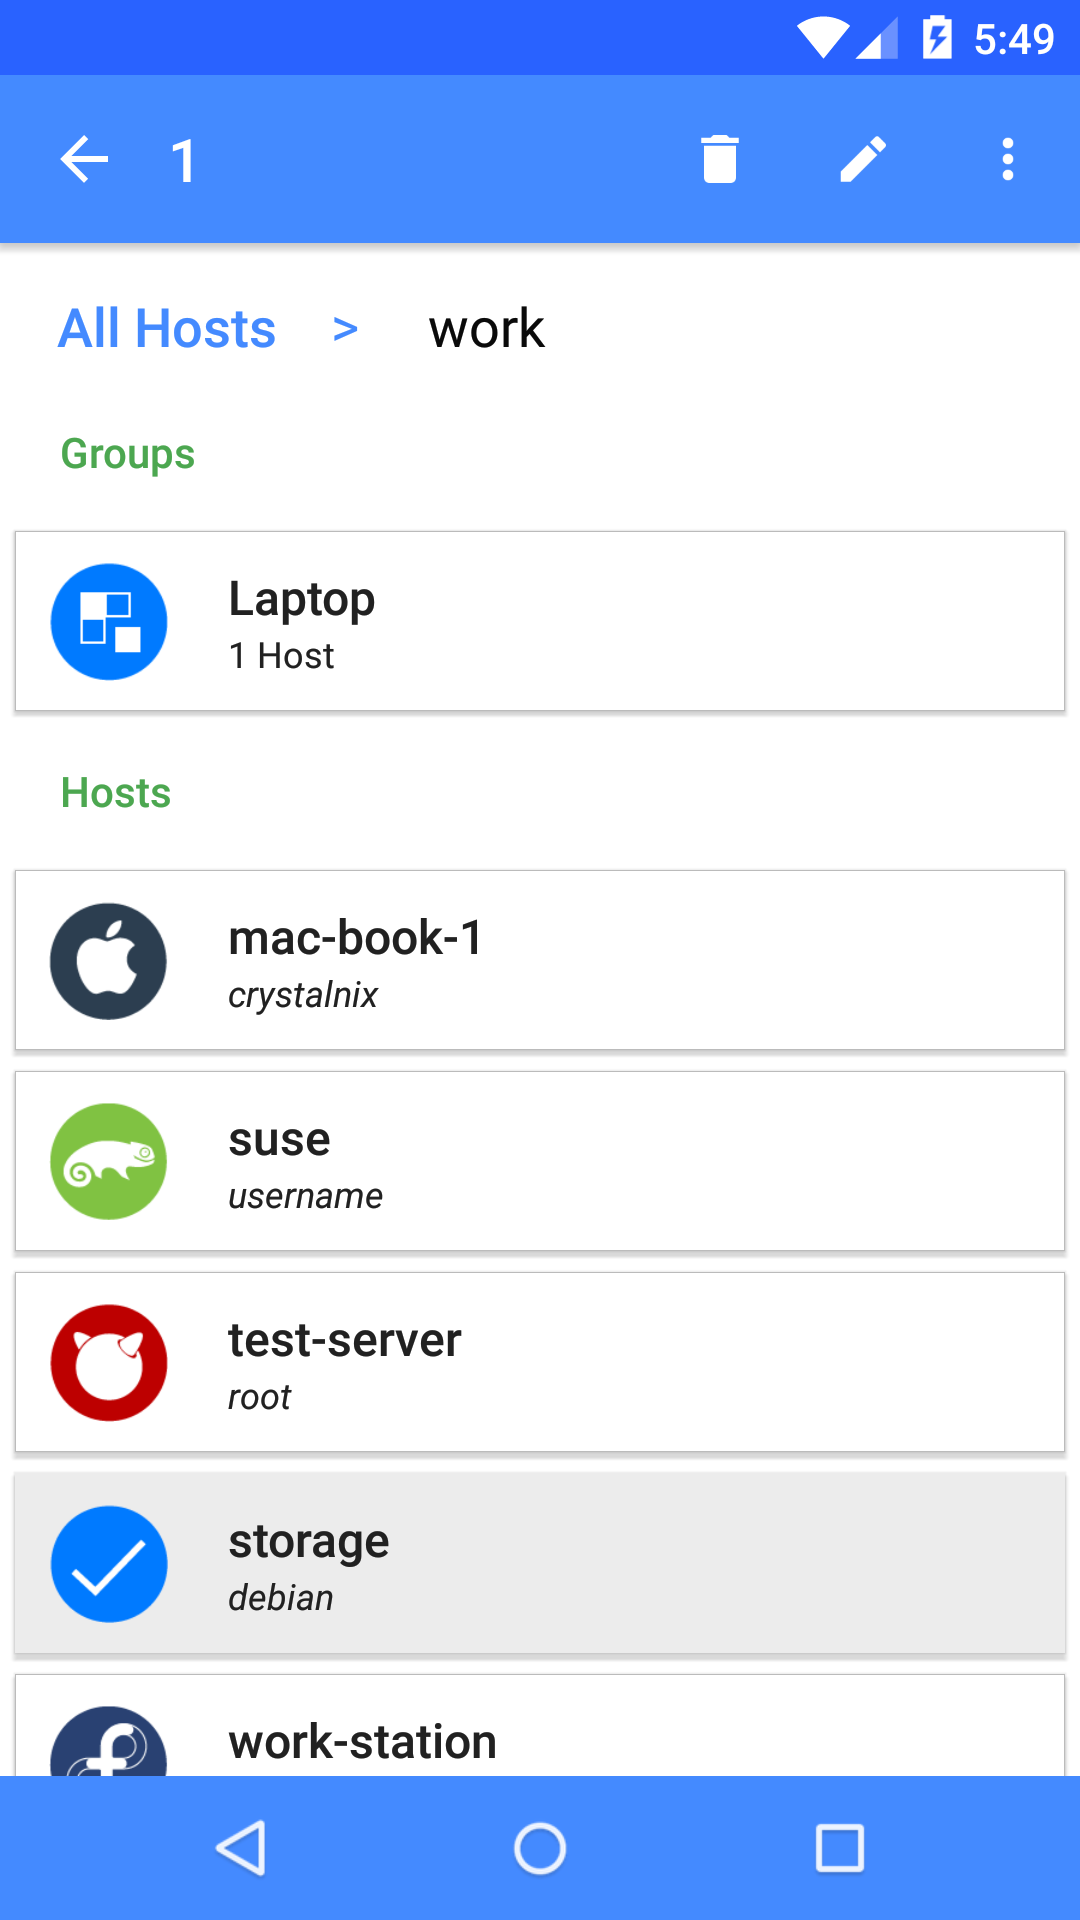 5:49
1
All Hosts > work
Groups
Laptop
1 Host
Hosts
mac-book-1
crystalnix
suse
username
test-server
root
storage
debian
work-station